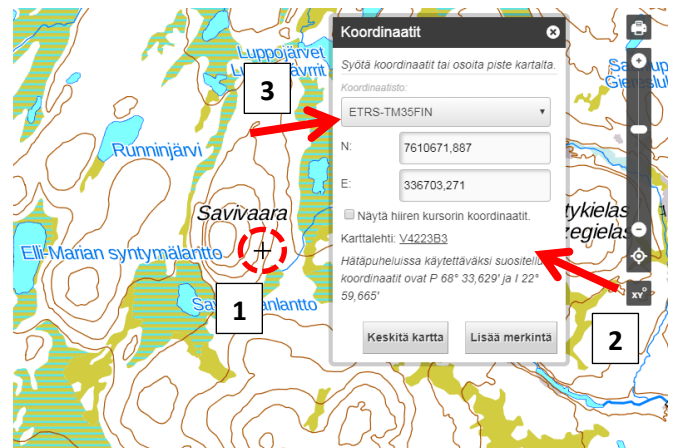 Koordinaatit
Syötä koordinaatit tai osoita piste kartalta.
Koordinaatisto:
ETRS-TM35FIN
N:
7610671,887
E:
336703,271
Näytä hiiren kursorin koordinaatit.
Karttalehti: V4223B3
Hätäpuheluissa käytettäväksi
koordinaatit ovat P 68° 33,629' ja I 22°
59,665'
Keskitä kartta
Lisää merkintä
3
1
2
Luppojärvet
Runninjärvi
Savivaara
Elli-Marian syntymälantto
XY